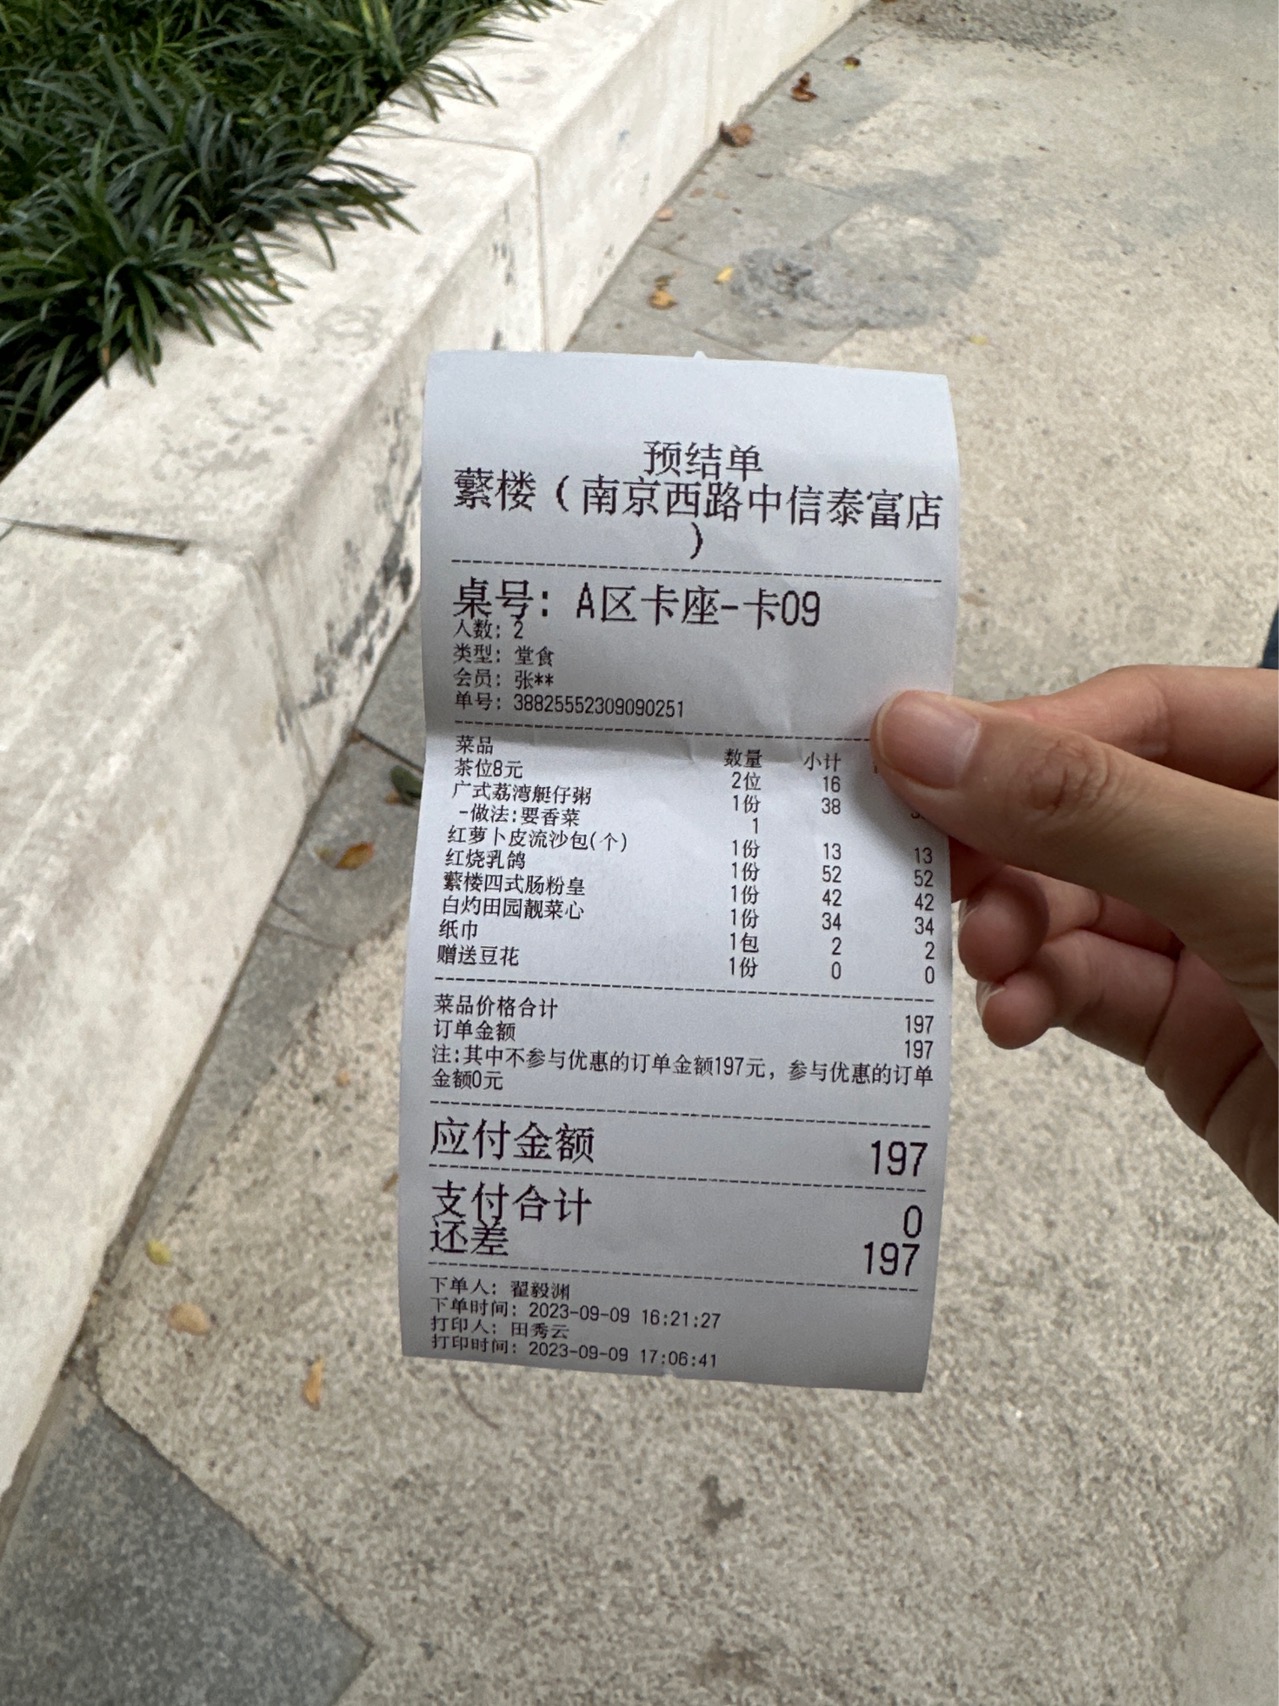 预结单
蘩楼（南京西路中信泰富店
）
桌号：A区卡座-卡09
人数：2
类型：堂食
会员：张**
单号：38825552309090251
菜品 数量 小计
茶位8元 2位 16
广式荔湾艇仔粥 1份 38
-做法:要香菜 1
红萝卜皮流沙包(个) 1份 13 13
红烧乳鸽 1份 52 52
蘩楼四式肠粉皇 1份 42 42
白灼田园靓菜心 1份 34 34
纸巾 1包 2 2
赠送豆花 1份 0 0
菜品价格合计 197
订单金额 197
注:其中不参与优惠的订单金额197元，参与优惠的订单
金额0元
应付金额 197
支付合计 0
还差 197
下单人：翟毅渊
下单时间：2023-09-09 16:21:27
打印人：田秀云
打印时间：2023-09-09 17:06:41